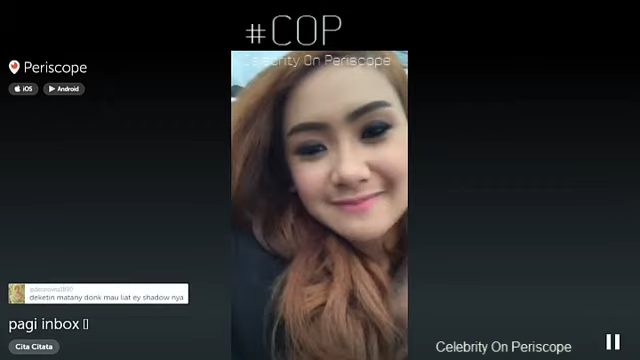 #COP
Celebrity On Periscope
Periscope
iOS
Android
deketin matany donk mau liat ey shadow nya
pagi inbox
Cita Citata
Celebrity On Periscope